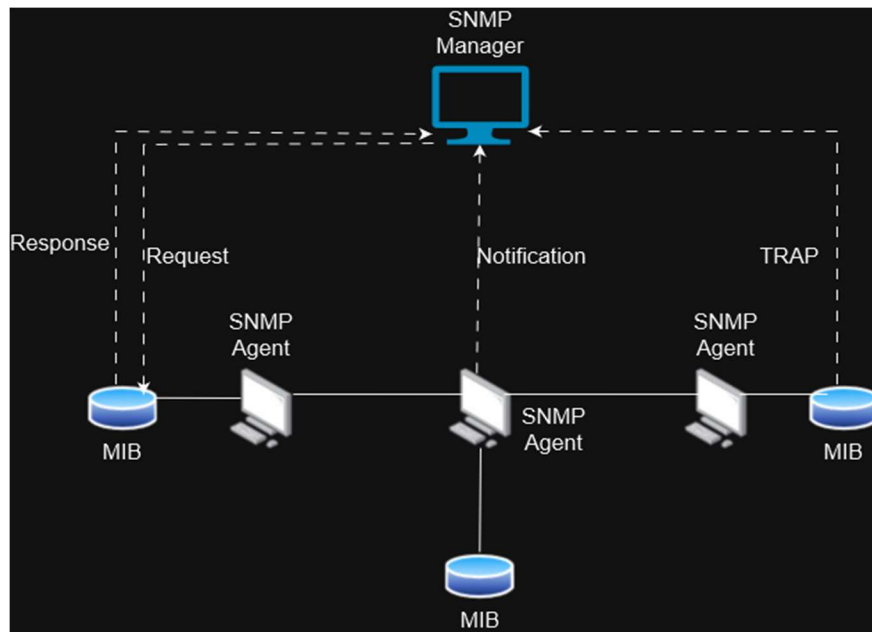 SNMP
Manager
Response
Request
Notification
TRAP
SNMP
Agent
SNMP
Agent
SNMP
Agent
MIB
MIB
MIB